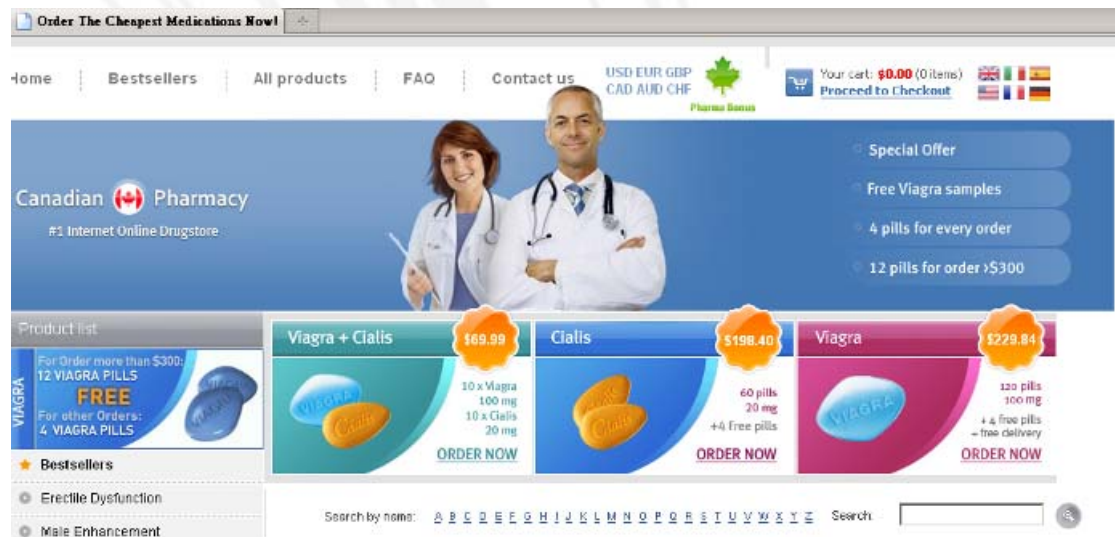 Order The Cheapest Medications Now!
Home Bestsellers All products FAQ Contact us
USD EUR GBP
CAD AUD CHF
Pharma Bonus
Your cart: $0.00 (0 items)
Proceed to Checkout
Canadian Pharmacy
#1 Internet Online Drugstore
Special Offer
Free Viagra samples
4 pills for every order
12 pills for order >$300
Product list
VIAGRA
For Order more than $300:
12 VIAGRA PILLS
FREE
For other Orders:
4 VIAGRA PILLS
Bestsellers
Erectile Dysfunction
Male Enhancement
Viagra + Cialis
$69.99
VIAGRA
Cialis
10 x Viagra
100 mg
10 x Cialis
20 mg
ORDER NOW
Cialis
$198.40
Cialis
60 pills
20 mg
+4 Free pills
ORDER NOW
Viagra
$229.84
VIAGRA
120 pills
100 mg
+ 4 free pills
+ free delivery
ORDER NOW
Search by name: A B C D E F G H I J K L M N O P Q R S T U V W X Y Z Search: